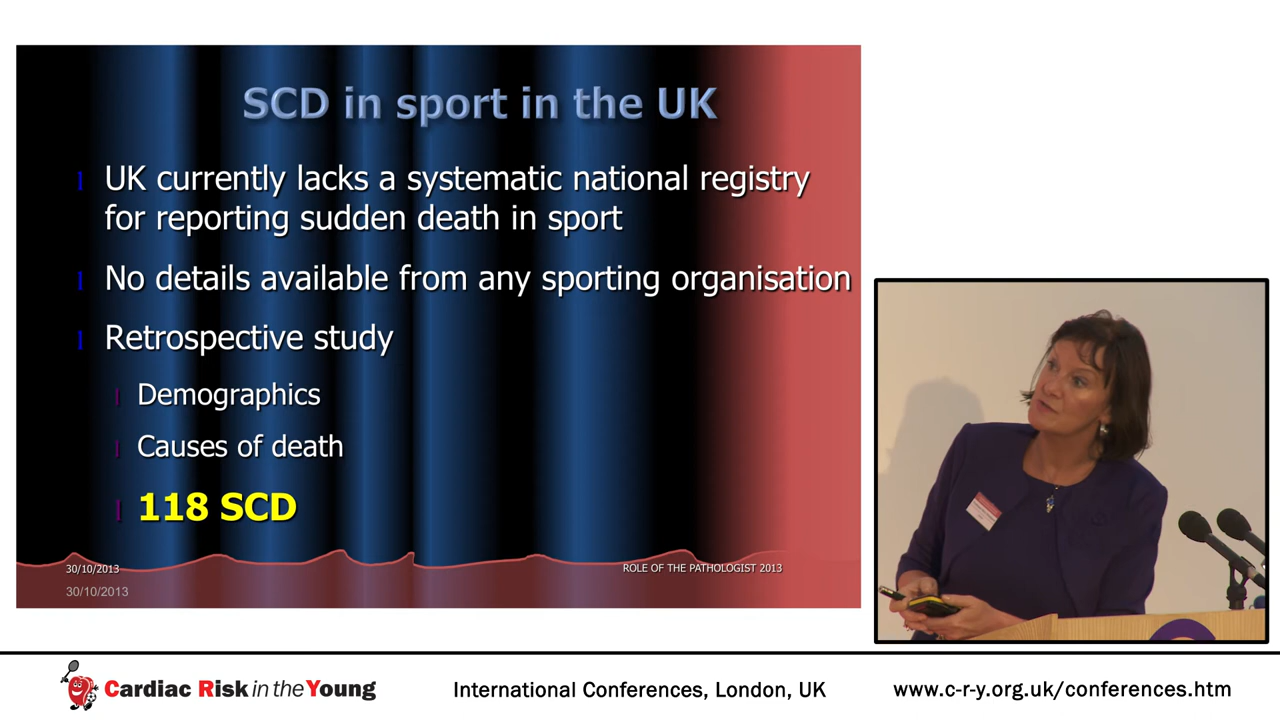 SCD in sport in the UK
UK currently lacks a systematic national registry
for reporting sudden death in sport
No details available from any sporting organisation
Retrospective study
Demographics
Causes of death
118 SCD
30/10/2013
ROLE OF THE PATHOLOGIST 2013
30/10/2013
Cardiac Risk in the Young
International Conferences, London, UK
www.c-r-y.org.uk/conferences.htm